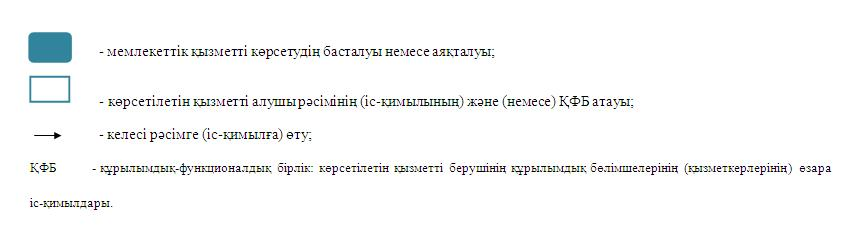 - мемлекеттік қызметті көрсетудің басталуы немесе аяқталуы;
- көрсетілетін қызметті алушы рәсімінің (іс-қимылының) және (немесе) ҚФБ атауы;
- келесі рәсімге (іс-қимылға) өту;
ҚФБ - құрылымдық-функционалдық бірлік: көрсетілетін қызметті берушінің құрылымдық бөлімшелерінің (қызметкерлерінің) өзара
іс-қимылдары.